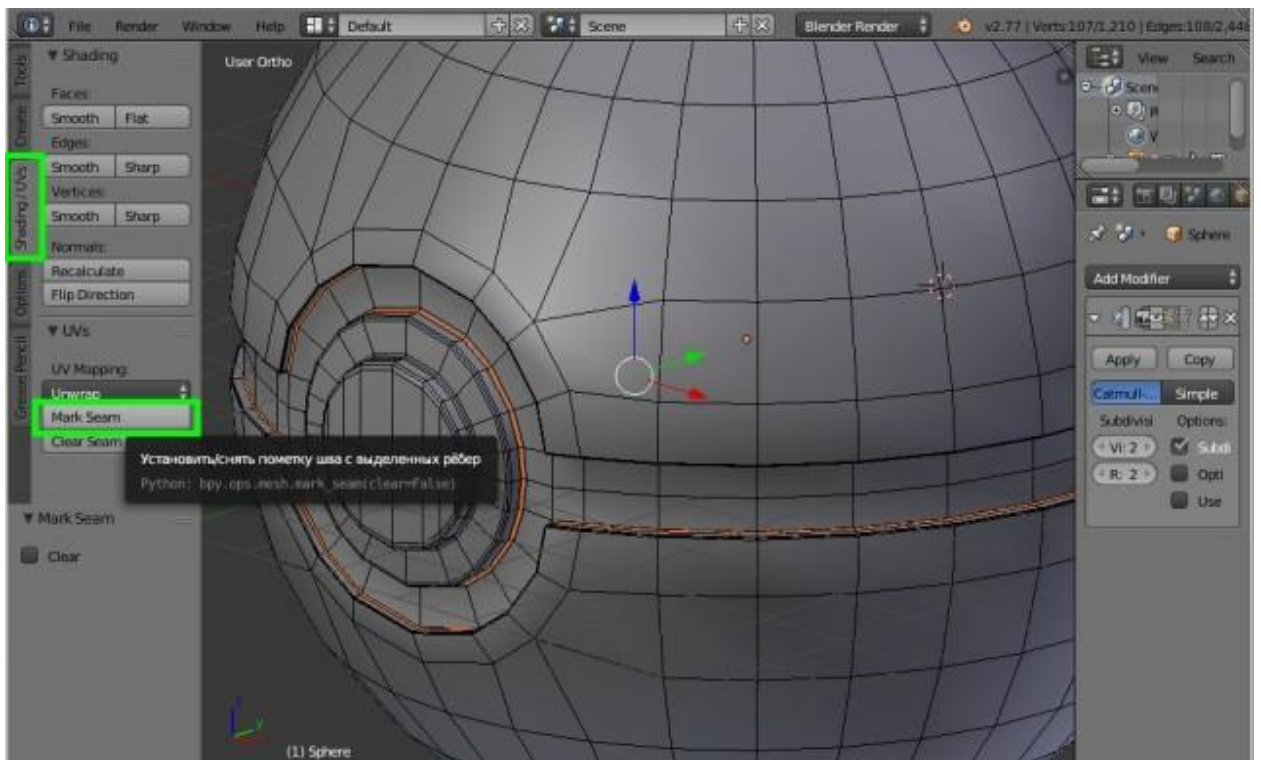 File Render Window Help Default Scene Blender Render v2.77 | Verts:107/1,210 | Edges:108/2,44
Tools
Create
Shading / UVs
Options
Grease Pencil
Shading
Faces:
Smooth Flat
Edges:
Smooth Sharp
Vertices:
Smooth Sharp
Normals:
Recalculate
Flip Direction
UVs
UV Mapping:
Unwrap
Mark Seam
Clear Seam
Установить/снять пометку шва с выделенных рёбер
Python: bpy.ops.mesh.mark_seam(clear=False)
Mark Seam
Clear
User Ortho
(1) Sphere
View Search
Scen
Sphere
Add Modifier
Apply Copy
Catmull-... Simple
Subdivisi Options:
Vi: 2 Subdi
R: 2 Opti
Use